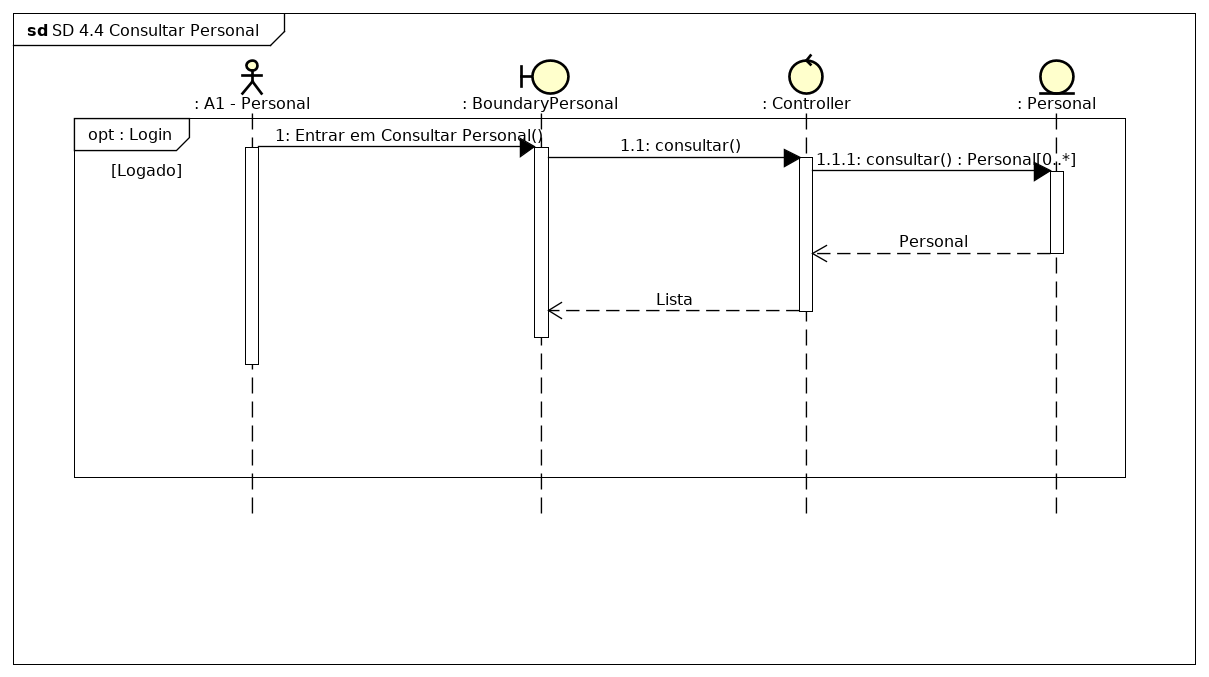 sd SD 4.4 Consultar Personal
: A1 - Personal
: BoundaryPersonal
: Controller
: Personal
opt : Login
[Logado]
1: Entrar em Consultar Personal()
1.1: consultar()
1.1.1: consultar() : Personal[0..*]
Personal
Lista